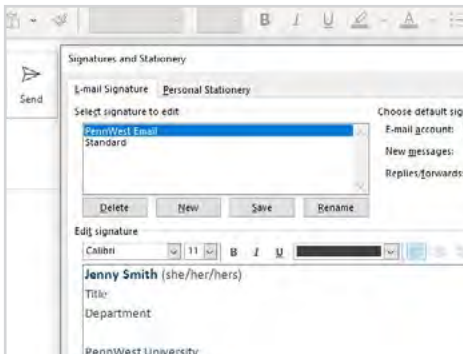 B I U A
Send
Signatures and Stationery
E-mail Signature Personal Stationery
Select signature to edit
Choose default sig
PennWest Email
Standard
E-mail account:
New messages:
Replies/forwards:
Delete New Save Rename
Edit signature
Calibri 11 B I U
Jenny Smith (she/her/hers)
Title
Department
PennWest University